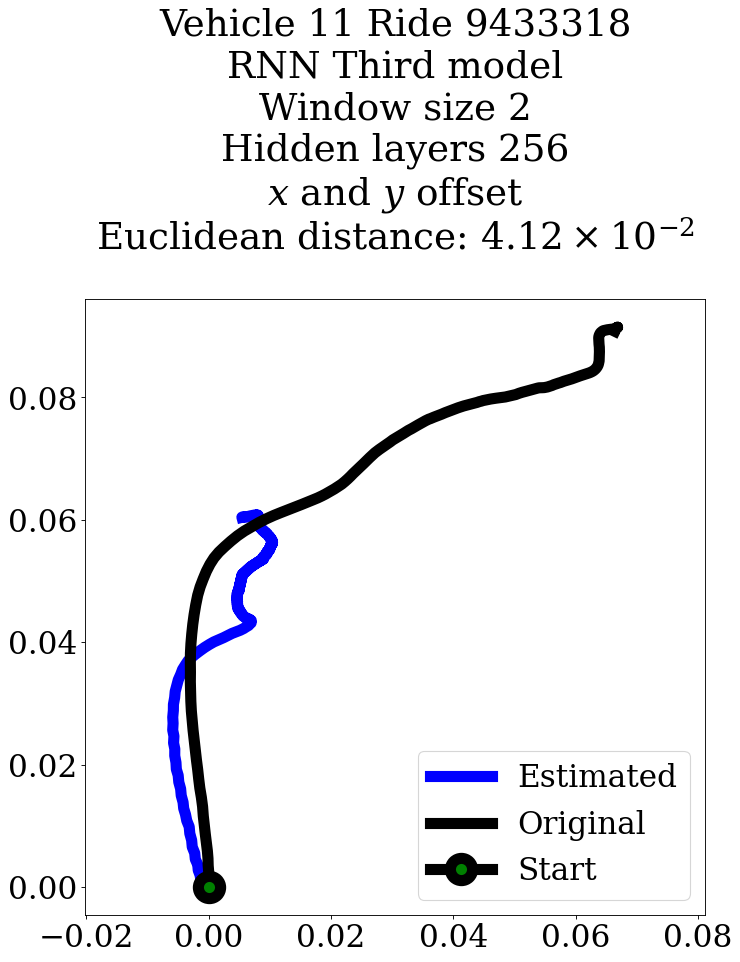 Vehicle 11 Ride 9433318
RNN Third model
Window size 2
Hidden layers 256
x and y offset
Euclidean distance: 4.12 × 10⁻²
0.08
0.06
0.04
0.02
0.00
Estimated
Original
Start
−0.02 0.00 0.02 0.04 0.06 0.08